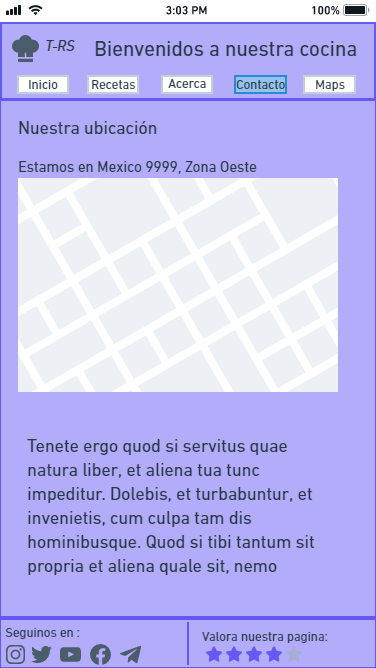 3:03 PM
100%
T-RS
Bienvenidos a nuestra cocina
Inicio
Recetas
Acerca
Contacto
Maps
Nuestra ubicación
Estamos en Mexico 9999, Zona Oeste
Tenete ergo quod si servitus quae
natura liber, et aliena tua tunc
impeditur. Dolebis, et turbabuntur, et
invenietis, cum culpa tam dis
hominibusque. Quod si tibi tantum sit
propria et aliena quale sit, nemo
Seguinos en :
Valora nuestra pagina: